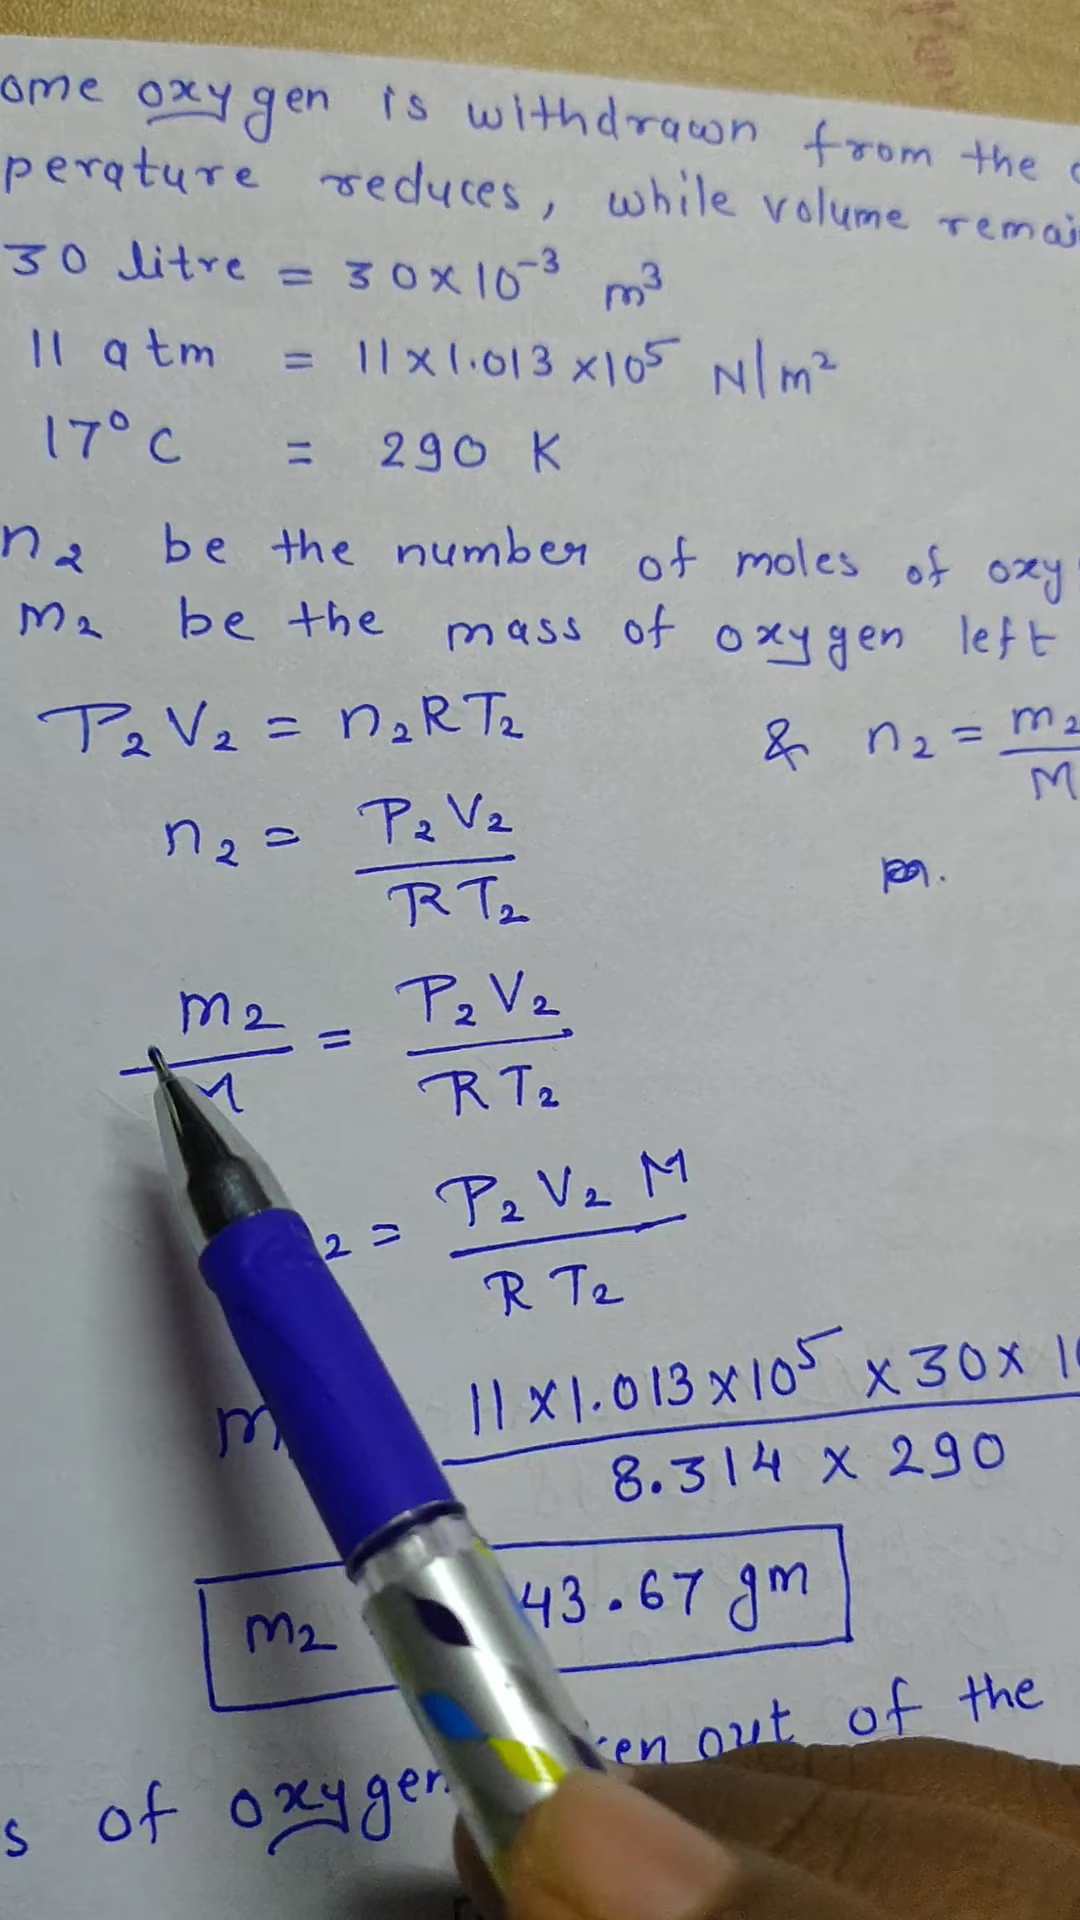 ome oxygen is withdrawn from the
perature reduces, while volume remai
30 litre = 30×10⁻³ m³
11 atm = 11×1.013×10⁵ N/m²
17°C = 290 K
n₂ be the number of moles of oxy
m₂ be the mass of oxygen left
P₂V₂ = n₂RT₂ & n₂ = m₂/M
n₂ = P₂V₂/RT₂
m₂/M = P₂V₂/RT₂
₂ = P₂V₂M/RT₂
m 11×1.013×10⁵ ×30× 1 / 8.314 × 290
m₂ 43.67 gm
en out of the
s of oxygen